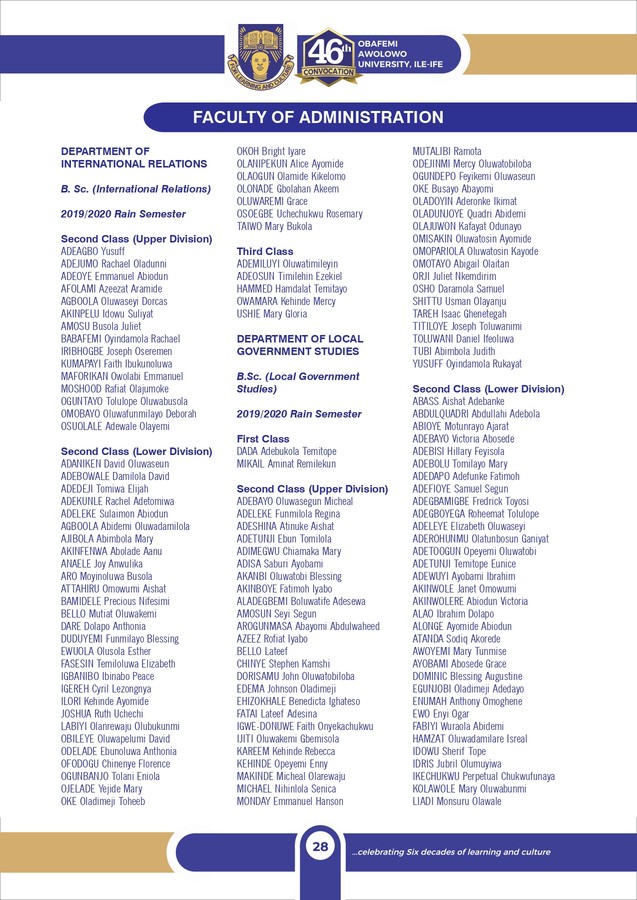 FOR LEARNING AND CULTURE
46th
CONVOCATION
OBAFEMI
AWOLOWO
UNIVERSITY, ILE-IFE
FACULTY OF ADMINISTRATION
DEPARTMENT OF
INTERNATIONAL RELATIONS
B. Sc. (International Relations)
2019/2020 Rain Semester
Second Class (Upper Division)
ADEAGBO Yusuff
ADEJUMO Rachael Oladunni
ADEOYE Emmanuel Abiodun
AFOLAMI Azeezat Aramide
AGBOOLA Oluwaseyi Dorcas
AKINPELU Idowu Suliyat
AMOSU Busola Juliet
BABAFEMI Oyindamola Rachael
IRIBHOGBE Joseph Oseremen
KUMAPAYI Faith Ibukunoluwa
MAFORIKAN Owolabi Emmanuel
MOSHOOD Rafiat Olajumoke
OGUNTAYO Tolulope Oluwabusola
OMOBAYO Oluwafunmilayo Deborah
OSUOLALE Adewale Olayemi
Second Class (Lower Division)
ADANIKEN David Oluwaseun
ADEBOWALE Damilola David
ADEDEJI Tomiwa Elijah
ADEKUNLE Rachel Adetomiwa
ADELEKE Sulaimon Abiodun
AGBOOLA Abidemi Oluwadamilola
AJIBOLA Abimbola Mary
AKINFENWA Abolade Aanu
ANAELE Joy Anwulika
ARO Moyinoluwa Busola
ATTAHIRU Omowumi Aishat
BAMIDELE Precious Nifesimi
BELLO Mutiat Oluwakemi
DARE Dolapo Anthonia
DUDUYEMI Funmilayo Blessing
EWUOLA Olusola Esther
FASESIN Temiloluwa Elizabeth
IGBANIBO Ibinabo Peace
IGEREH Cyril Lezongnya
ILORI Kehinde Ayomide
JOSHUA Ruth Uchechi
LABIYI Olanrewaju Olubukunmi
OBILEYE Oluwapelumi David
ODELADE Ebunoluwa Anthonia
OFODOGU Chinenye Florence
OGUNBANJO Tolani Eniola
OJELADE Yejide Mary
OKE Oladimeji Toheeb
OKOH Bright Iyare
OLANIPEKUN Alice Ayomide
OLAOGUN Olamide Kikelomo
OLONADE Gbolahan Akeem
OLUWAREMI Grace
OSOEGBE Uchechukwu Rosemary
TAIWO Mary Bukola
Third Class
ADEMILUYI Oluwatimileyin
ADEOSUN Timilehin Ezekiel
HAMMED Hamdalat Temitayo
OWAMARA Kehinde Mercy
USHIE Mary Gloria
DEPARTMENT OF LOCAL
GOVERNMENT STUDIES
B.Sc. (Local Government
Studies)
2019/2020 Rain Semester
First Class
DADA Adebukola Temitope
MIKAIL Aminat Remilekun
Second Class (Upper Division)
ADEBAYO Oluwasegun Micheal
ADELEKE Funmilola Regina
ADESHINA Atinuke Aishat
ADETUNJI Ebun Tomilola
ADIMEGWU Chiamaka Mary
ADISA Saburi Ayobami
AKANBI Oluwatobi Blessing
AKINBOYE Fatimoh Iyabo
ALADEGBEMI Boluwatife Adesewa
AMOSUN Seyi Segun
AROGUNMASA Abayomi Abdulwaheed
AZEEZ Rofiat Iyabo
BELLO Lateef
CHINYE Stephen Kamshi
DORISAMU John Oluwatobiloba
EDEMA Johnson Oladimeji
EHIZOKHALE Benedicta Ighateso
FATAI Lateef Adesina
IGWE-DONUWE Faith Onyekachukwu
IJITI Oluwakemi Gbemisola
KAREEM Kehinde Rebecca
KEHINDE Opeyemi Enny
MAKINDE Micheal Olarewaju
MICHAEL Nihinlola Senica
MONDAY Emmanuel Hanson
MUTALIBI Ramota
ODEJINMI Mercy Oluwatobiloba
OGUNDEPO Feyikemi Oluwaseun
OKE Busayo Abayomi
OLADOYIN Aderonke Ikimat
OLADUNJOYE Quadri Abidemi
OLAJUWON Kafayat Odunayo
OMISAKIN Oluwatosin Ayomide
OMOPARIOLA Oluwatosin Kayode
OMOTAYO Abigail Olaitan
ORJI Juliet Nkemdirim
OSHO Daramola Samuel
SHITTU Usman Olayanju
TAREH Isaac Ghenetegah
TITILOYE Joseph Toluwanimi
TOLUWANI Daniel Ifeoluwa
TUBI Abimbola Judith
YUSUFF Oyindamola Rukayat
Second Class (Lower Division)
ABASS Aishat Adebanke
ABDULQUADRI Abdullahi Adebola
ABIOYE Motunrayo Ajarat
ADEBAYO Victoria Abosede
ADEBISI Hillary Feyisola
ADEBOLU Tomilayo Mary
ADEDAPO Adefunke Fatimoh
ADEFIOYE Samuel Segun
ADEGBAMIGBE Fredrick Toyosi
ADEGBOYEGA Roheemat Tolulope
ADELEYE Elizabeth Oluwaseyi
ADEROHUNMU Olatunbosun Ganiyat
ADETOOGUN Opeyemi Oluwatobi
ADETUNJI Temitope Eunice
ADEWUYI Ayobami Ibrahim
AKINWOLE Janet Omowumi
AKINWOLERE Abiodun Victoria
ALAO Ibrahim Dolapo
ALONGE Ayomide Abiodun
ATANDA Sodiq Akorede
AWOYEMI Mary Tunmise
AYOBAMI Abosede Grace
DOMINIC Blessing Augustine
EGUNJOBI Oladimeji Adedayo
ENUMAH Anthony Omoghene
EWO Enyi Ogar
FABIYI Wuraola Abidemi
HAMZAT Oluwadamilare Isreal
IDOWU Sherif Tope
IDRIS Jubril Olumuyiwa
IKECHUKWU Perpetual Chukwufunaya
KOLAWOLE Mary Oluwabunmi
LIADI Monsuru Olawale
28
...celebrating Six decades of learning and culture